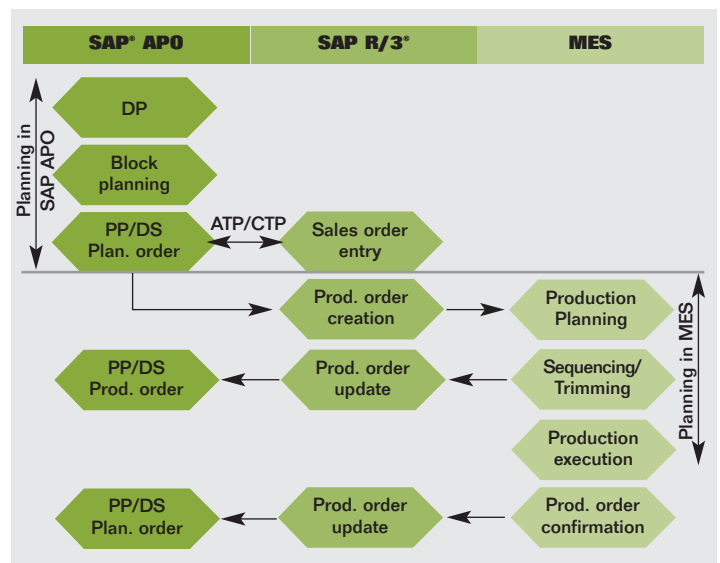 SAP® APO SAP R/3® MES
Planning in
SAP APO
DP
Block
planning
PP/DS
Plan. order
ATP/CTP
Sales order
entry
Prod. order
creation
Production
Planning
Planning in MES
PP/DS
Prod. order
Prod. order
update
Sequencing/
Trimming
Production
execution
PP/DS
Plan. order
Prod. order
update
Prod. order
confirmation